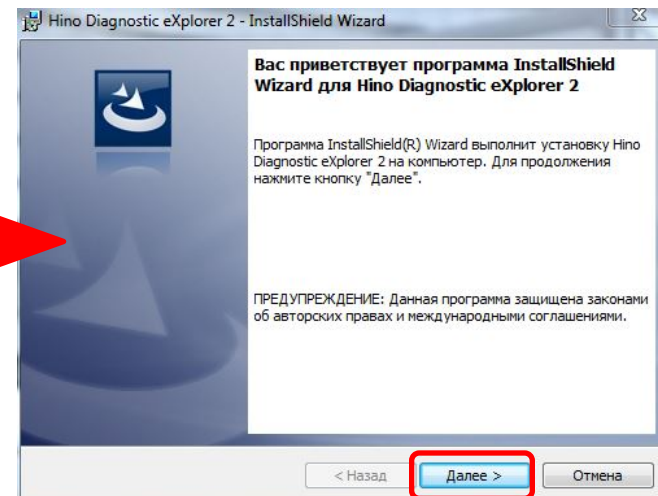 Hino Diagnostic eXplorer 2 - InstallShield Wizard
Вас приветствует программа InstallShield
Wizard для Hino Diagnostic eXplorer 2
Программа InstallShield(R) Wizard выполнит установку Hino
Diagnostic eXplorer 2 на компьютер. Для продолжения
нажмите кнопку "Далее".
ПРЕДУПРЕЖДЕНИЕ: Данная программа защищена законами
об авторских правах и международными соглашениями.
< Назад Далее > Отмена